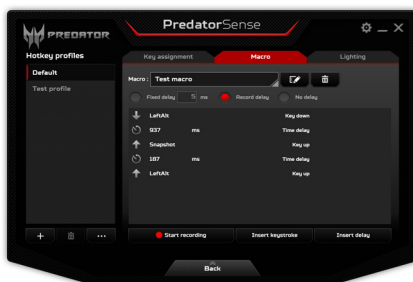 PREDATOR
PredatorSense
Hotkey profiles
Default
Test profile
Key assignment
Macro
Lighting
Macro : Test macro
Fixed delay 5 ms Record delay No delay
LeftAlt Key down
937 ms Time delay
Snapshot Key up
187 ms Time delay
LeftAlt Key up
+ ...
Start recording
Insert keystroke
Insert delay
Back